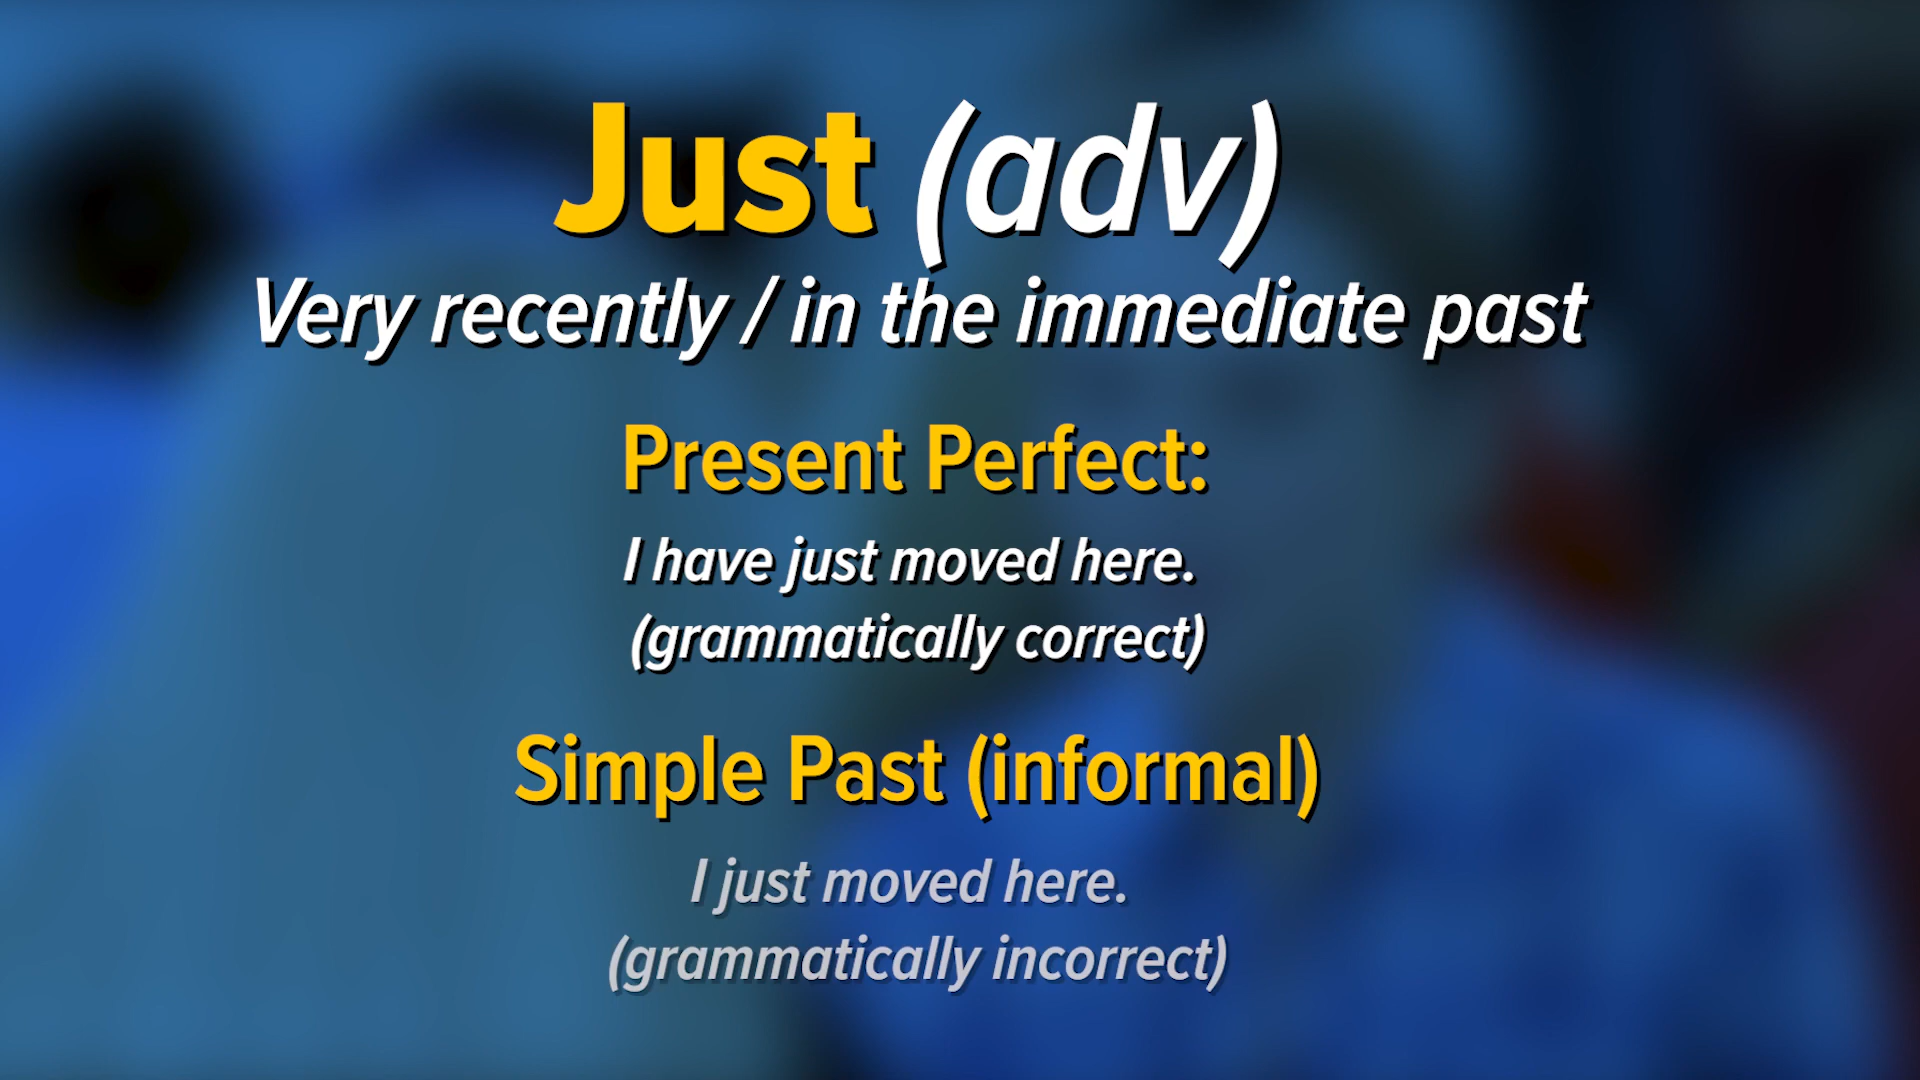 Just (adv)
Very recently / in the immediate past
Present Perfect:
I have just moved here.
(grammatically correct)
Simple Past (informal)
I just moved here.
(grammatically incorrect)